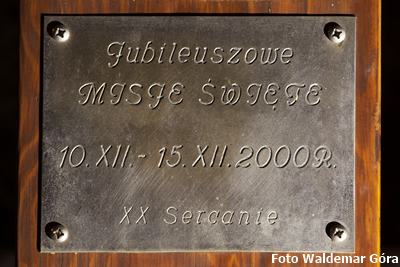 Jubileuszowe
MISJE ŚWIĘTE
10.XII.- 15.XII.2000R.
XX Sercanie
Foto Waldemar Góra